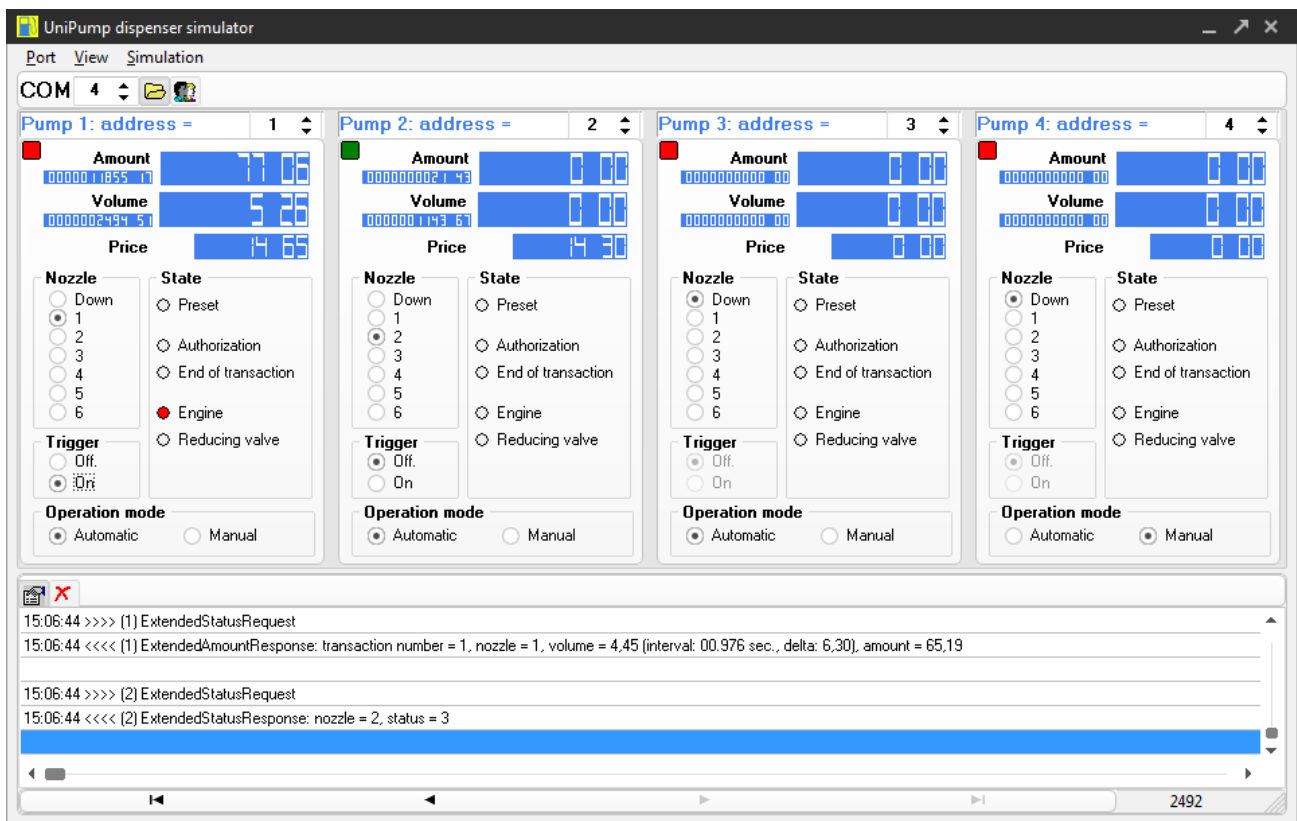 UniPump dispenser simulator
Port View Simulation
COM 4
Pump 1: address = 1
Amount
77 06
0000011855 17
Volume
5 26
0000002494 51
Price
14 65
Nozzle
Down
1
2
3
4
5
6
State
Preset
Authorization
End of transaction
Engine
Reducing valve
Trigger
Off.
On
Operation mode
Automatic Manual
Pump 2: address = 2
Amount
0 00
0000000021 43
Volume
0 00
0000001143 67
Price
14 30
Nozzle
Down
1
2
3
4
5
6
State
Preset
Authorization
End of transaction
Engine
Reducing valve
Trigger
Off.
On
Operation mode
Automatic Manual
Pump 3: address = 3
Amount
0 00
0000000000 00
Volume
0 00
0000000000 00
Price
0 00
Nozzle
Down
1
2
3
4
5
6
State
Preset
Authorization
End of transaction
Engine
Reducing valve
Trigger
Off.
On
Operation mode
Automatic Manual
Pump 4: address = 4
Amount
0 00
0000000000 00
Volume
0 00
0000000000 00
Price
0 00
Nozzle
Down
1
2
3
4
5
6
State
Preset
Authorization
End of transaction
Engine
Reducing valve
Trigger
Off.
On
Operation mode
Automatic Manual
15:06:44 >>>> (1) ExtendedStatusRequest
15:06:44 <<<< (1) ExtendedAmountResponse: transaction number = 1, nozzle = 1, volume = 4,45 (interval: 00.976 sec., delta: 6,30), amount = 65,19
15:06:44 >>>> (2) ExtendedStatusRequest
15:06:44 <<<< (2) ExtendedStatusResponse: nozzle = 2, status = 3
2492